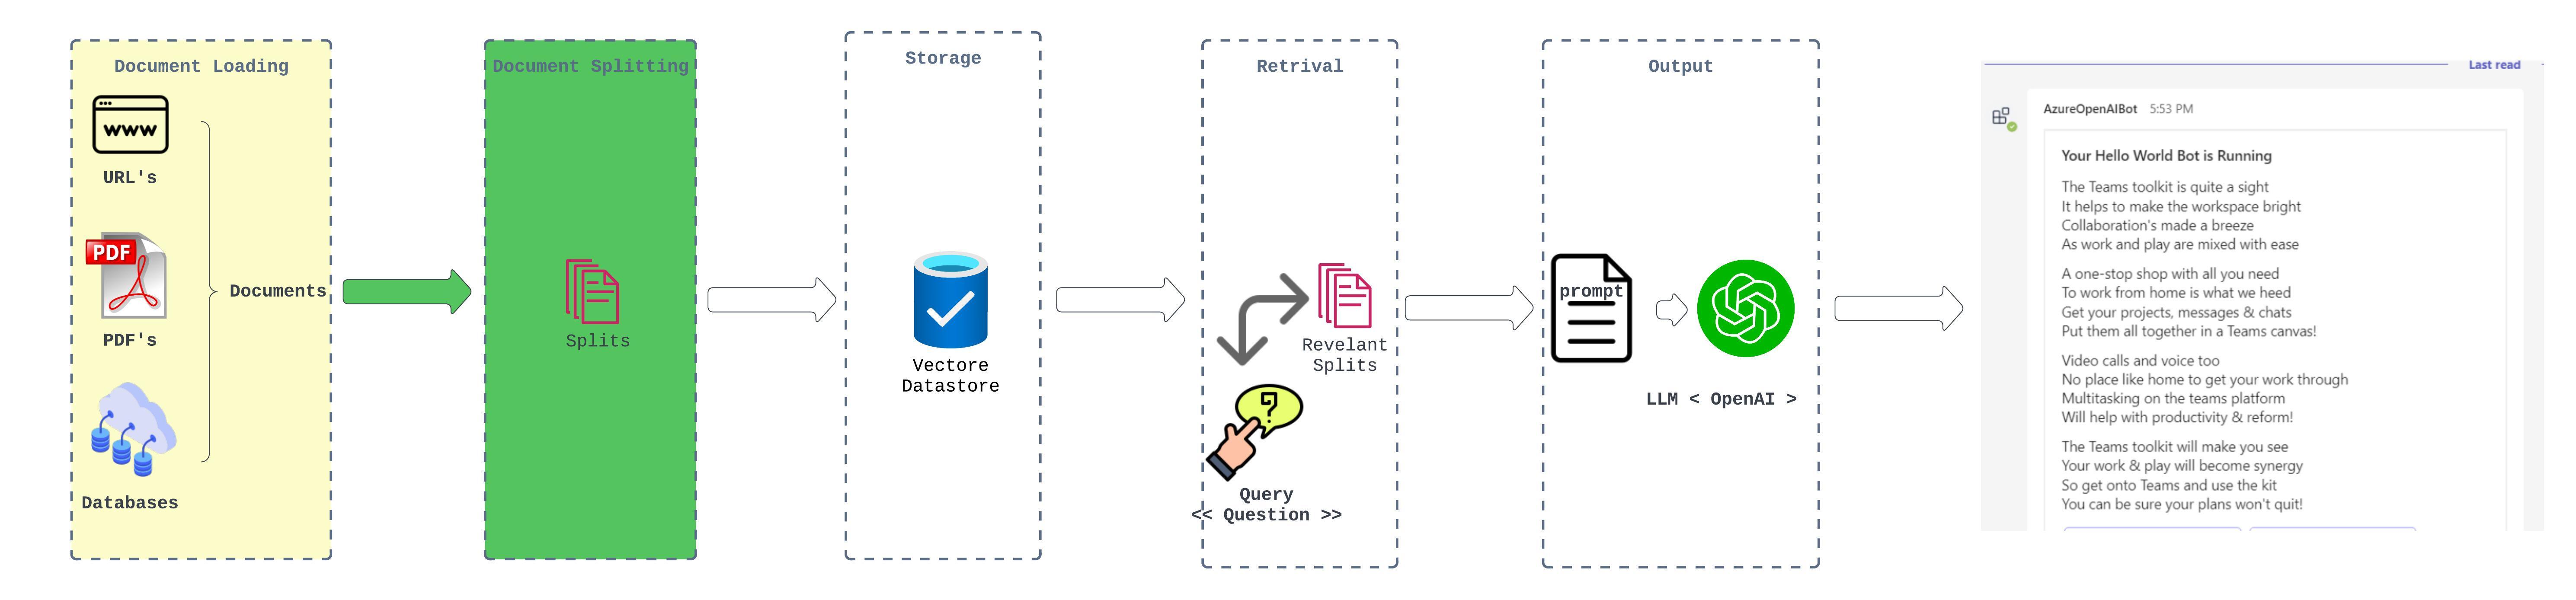 Document Loading
www
URL's
PDF
PDF's
Databases
Documents
Document Splitting
Splits
Storage
Vectore
Datastore
Retrival
Revelant
Splits
?
Query
<< Question >>
Output
prompt
LLM < OpenAI >
Last read
AzureOpenAIBot 5:53 PM
Your Hello World Bot is Running
The Teams toolkit is quite a sight
It helps to make the workspace bright
Collaboration's made a breeze
As work and play are mixed with ease
A one-stop shop with all you need
To work from home is what we heed
Get your projects, messages & chats
Put them all together in a Teams canvas!
Video calls and voice too
No place like home to get your work through
Multitasking on the teams platform
Will help with productivity & reform!
The Teams toolkit will make you see
Your work & play will become synergy
So get onto Teams and use the kit
You can be sure your plans won't quit!